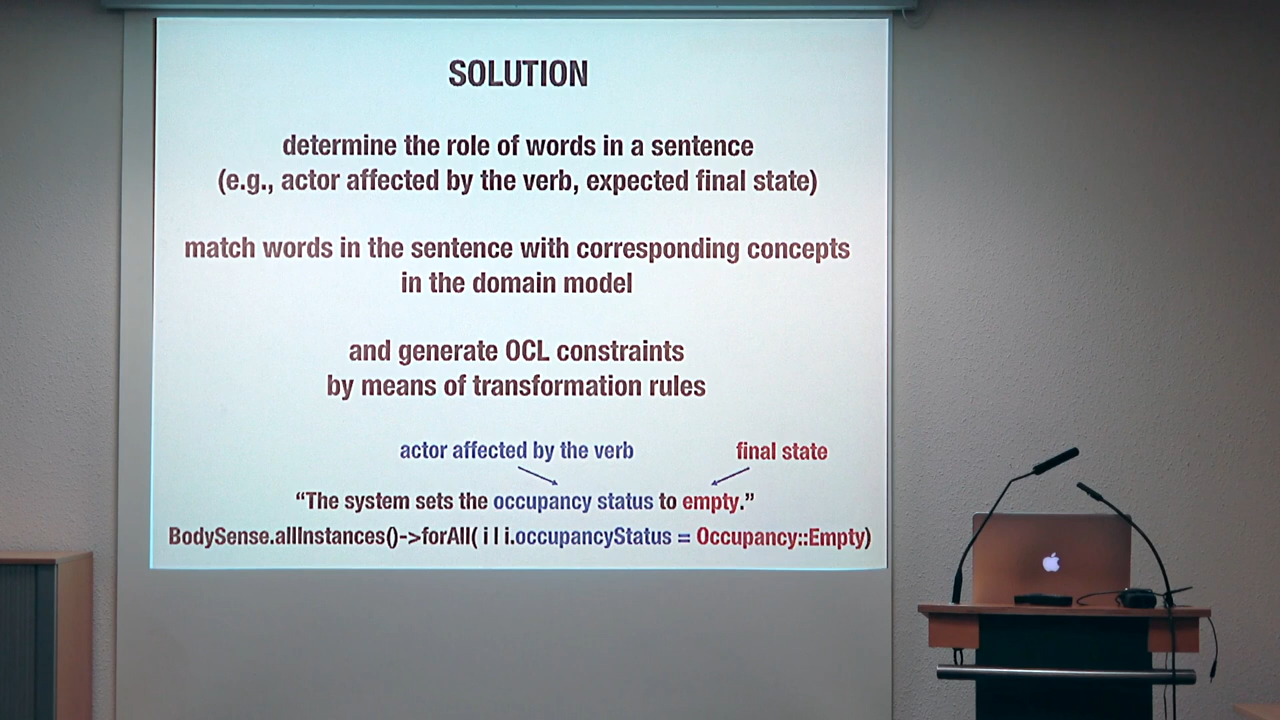 SOLUTION
determine the role of words in a sentence
(e.g., actor affected by the verb, expected final state)
match words in the sentence with corresponding concepts
in the domain model
and generate OCL constraints
by means of transformation rules
actor affected by the verb
final state
“The system sets the occupancy status to empty.”
BodySense.allInstances()->forAll( i | i.occupancyStatus = Occupancy::Empty)